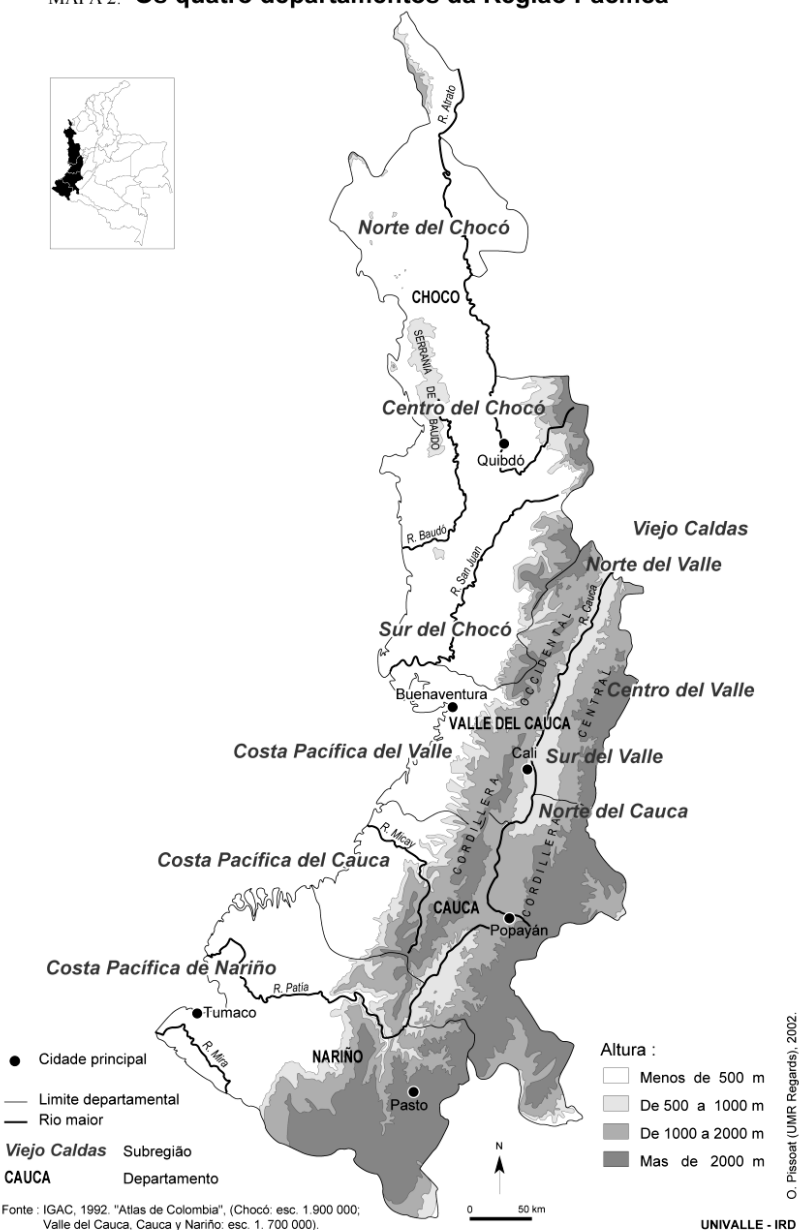 MAPA 2. Os quatro departamentos da Região Pacífica
R. Atrato
Norte del Chocó
CHOCO
SERRANIA DE BAUDO
Centro del Chocó
Quibdó
R. Baudó
R. San Juan
Viejo Caldas
Norte del Valle
R. Cauca
Sur del Chocó
OCCIDENTAL
CENTRAL
Buenaventura
Centro del Valle
VALLE DEL CAUCA
Costa Pacífica del Valle
Cali
Sur del Valle
CORDILLERA
Norte del Cauca
R. Micay
CORDILLERA
Costa Pacífica del Cauca
CAUCA
Popayán
Costa Pacífica de Nariño
R. Patia
Tumaco
R. Mira
NARIÑO
Pasto
Cidade principal
Limite departamental
Rio maior
Viejo Caldas Subregião
CAUCA Departamento
Altura :
Menos de 500 m
De 500 a 1000 m
De 1000 a 2000 m
Mas de 2000 m
N
0 50 km
Fonte : IGAC, 1992. "Atlas de Colombia", (Chocó: esc. 1.900 000;
Valle del Cauca, Cauca y Nariño: esc. 1. 700 000).
UNIVALLE - IRD
O. Pissoat (UMR Regards), 2002.